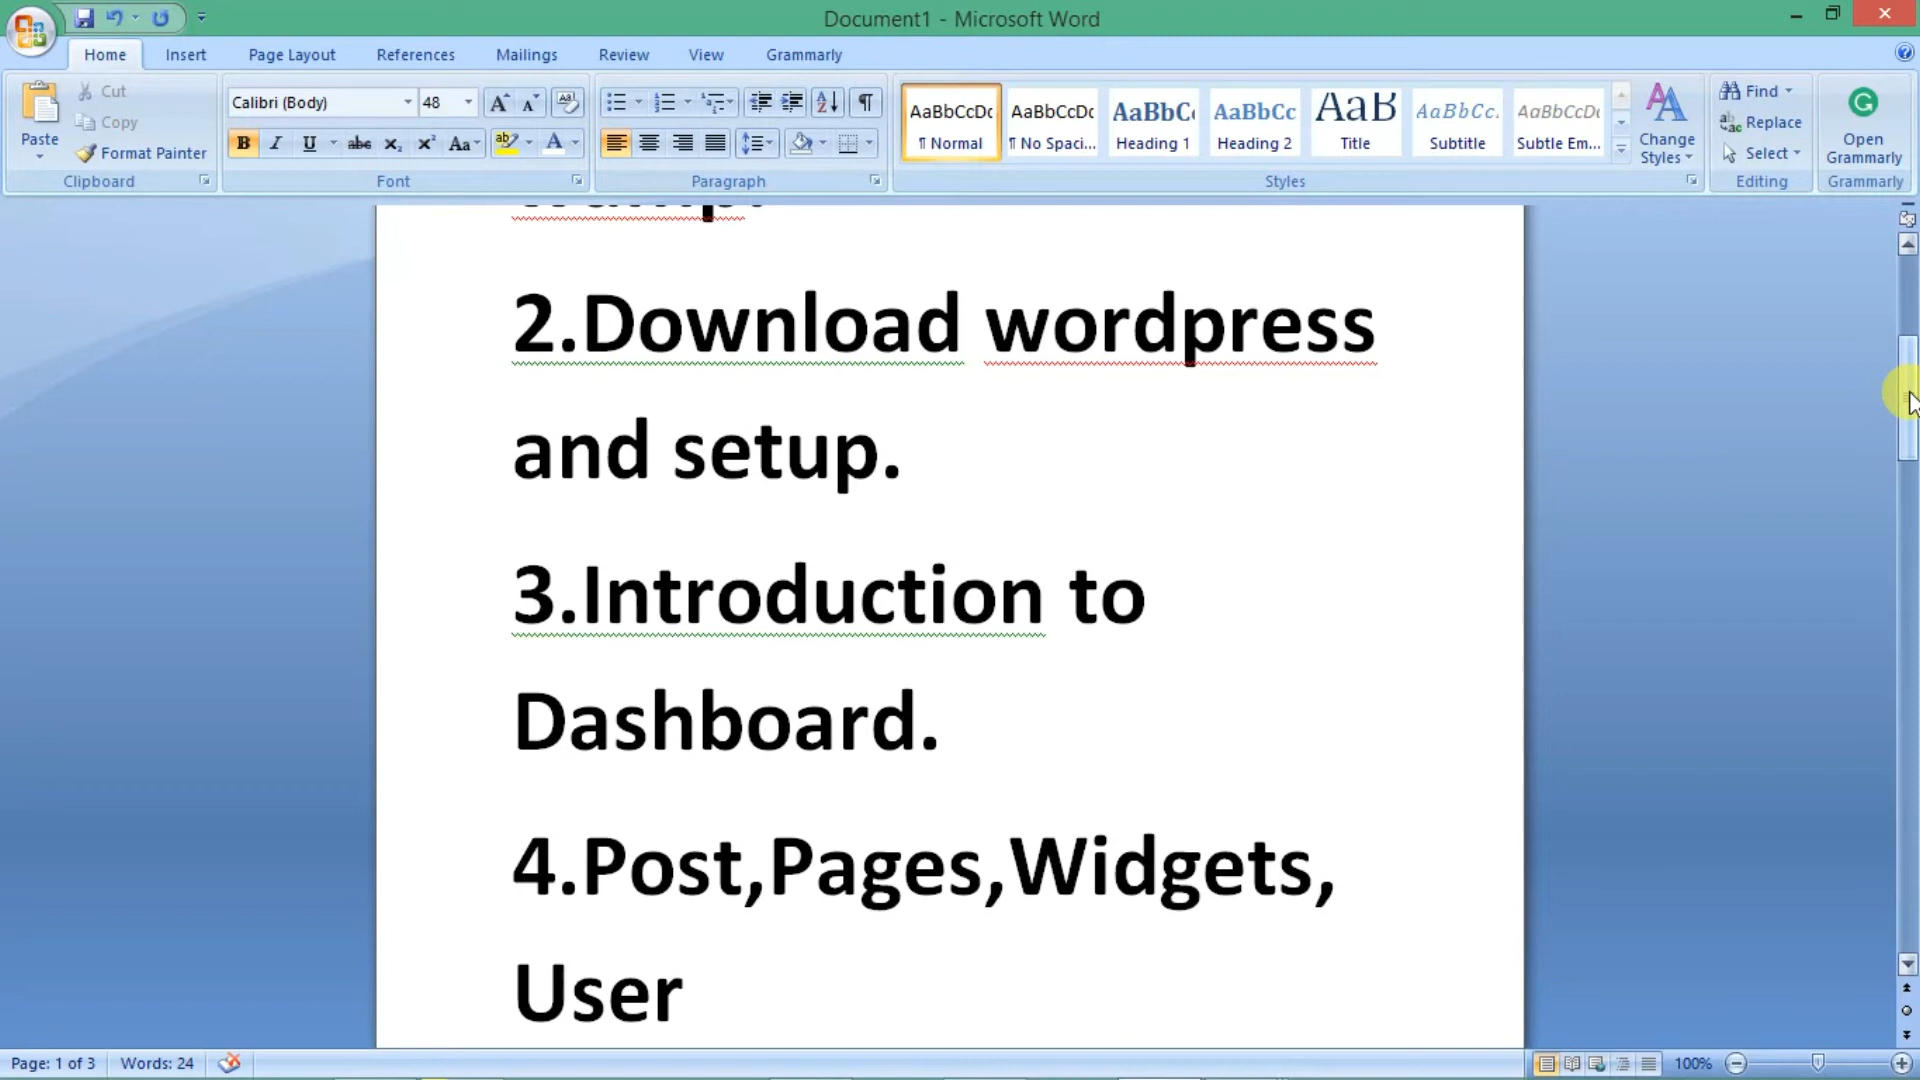 Document1 - Microsoft Word
Home Insert Page Layout References Mailings Review View Grammarly
Paste
Cut
Copy
Format Painter
Clipboard
Calibri (Body) 48
Font
Paragraph
AaBbCcDc AaBbCcDc AaBbC AaBbCc AaB AaBbCc. AaBbCcDc
¶ Normal ¶ No Spaci... Heading 1 Heading 2 Title Subtitle Subtle Em...
Change
Styles
Styles
Find
Replace
Select
Editing
Open
Grammarly
Grammarly
2.Download wordpress
and setup.
3.Introduction to
Dashboard.
4.Post,Pages,Widgets,
User
Page: 1 of 3 Words: 24 100%